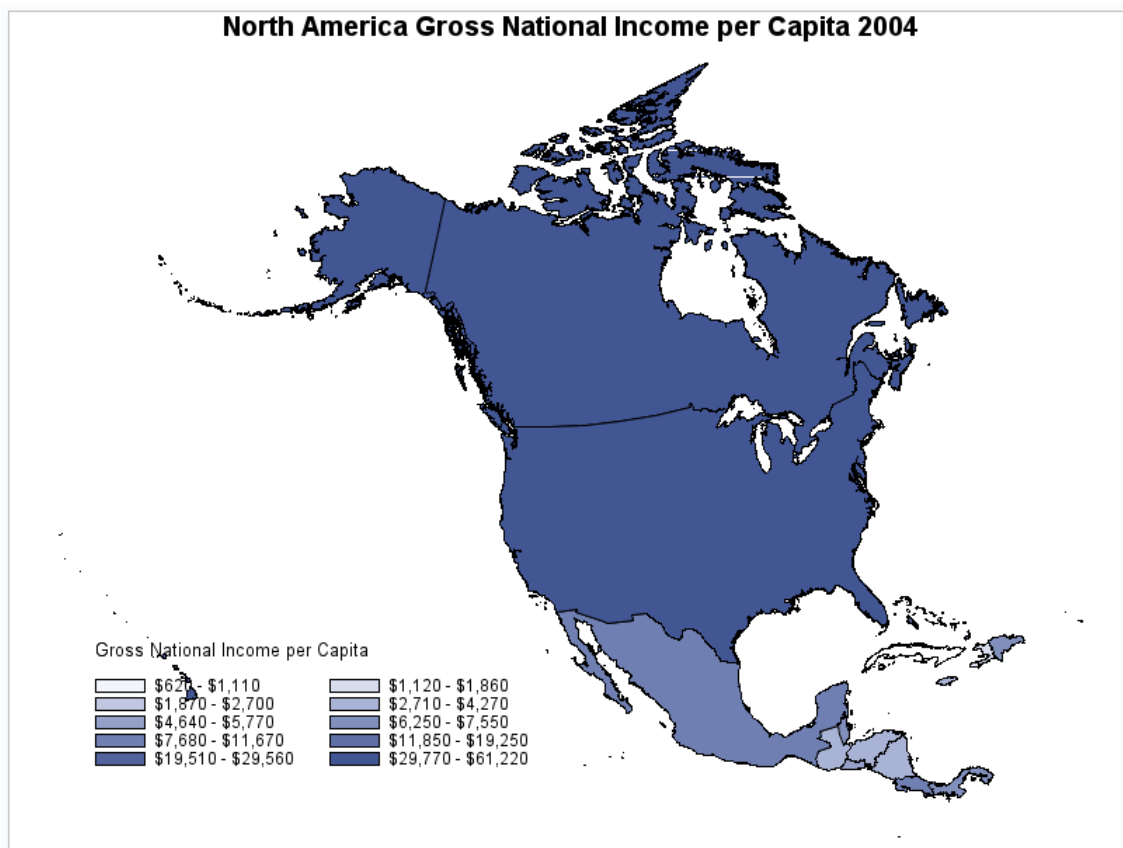 North America Gross National Income per Capita 2004
Gross National Income per Capita
$620 - $1,110 $1,120 - $1,860
$1,870 - $2,700 $2,710 - $4,270
$4,640 - $5,770 $6,250 - $7,550
$7,680 - $11,670 $11,850 - $19,250
$19,510 - $29,560 $29,770 - $61,220